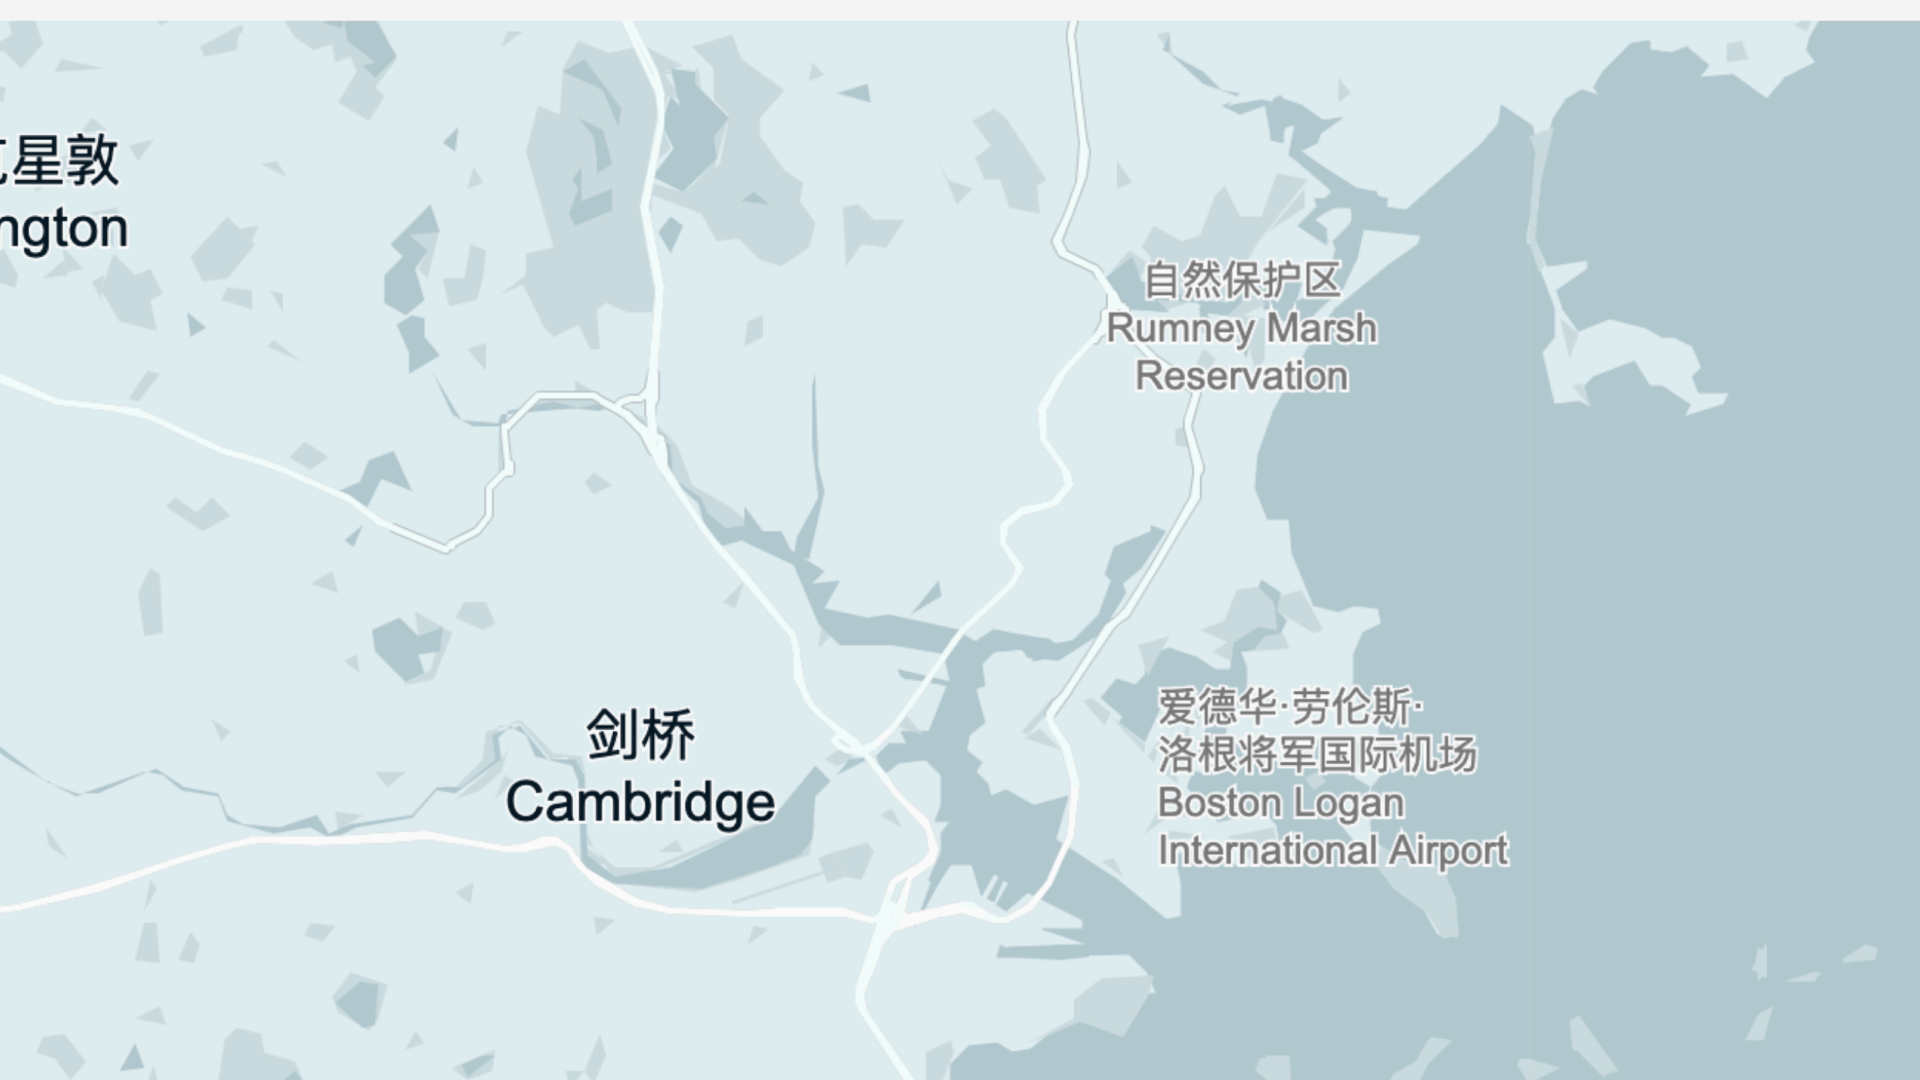 星敦
ngton
自然保护区
Rumney Marsh
Reservation
剑桥
Cambridge
爱德华·劳伦斯·
洛根将军国际机场
Boston Logan
International Airport